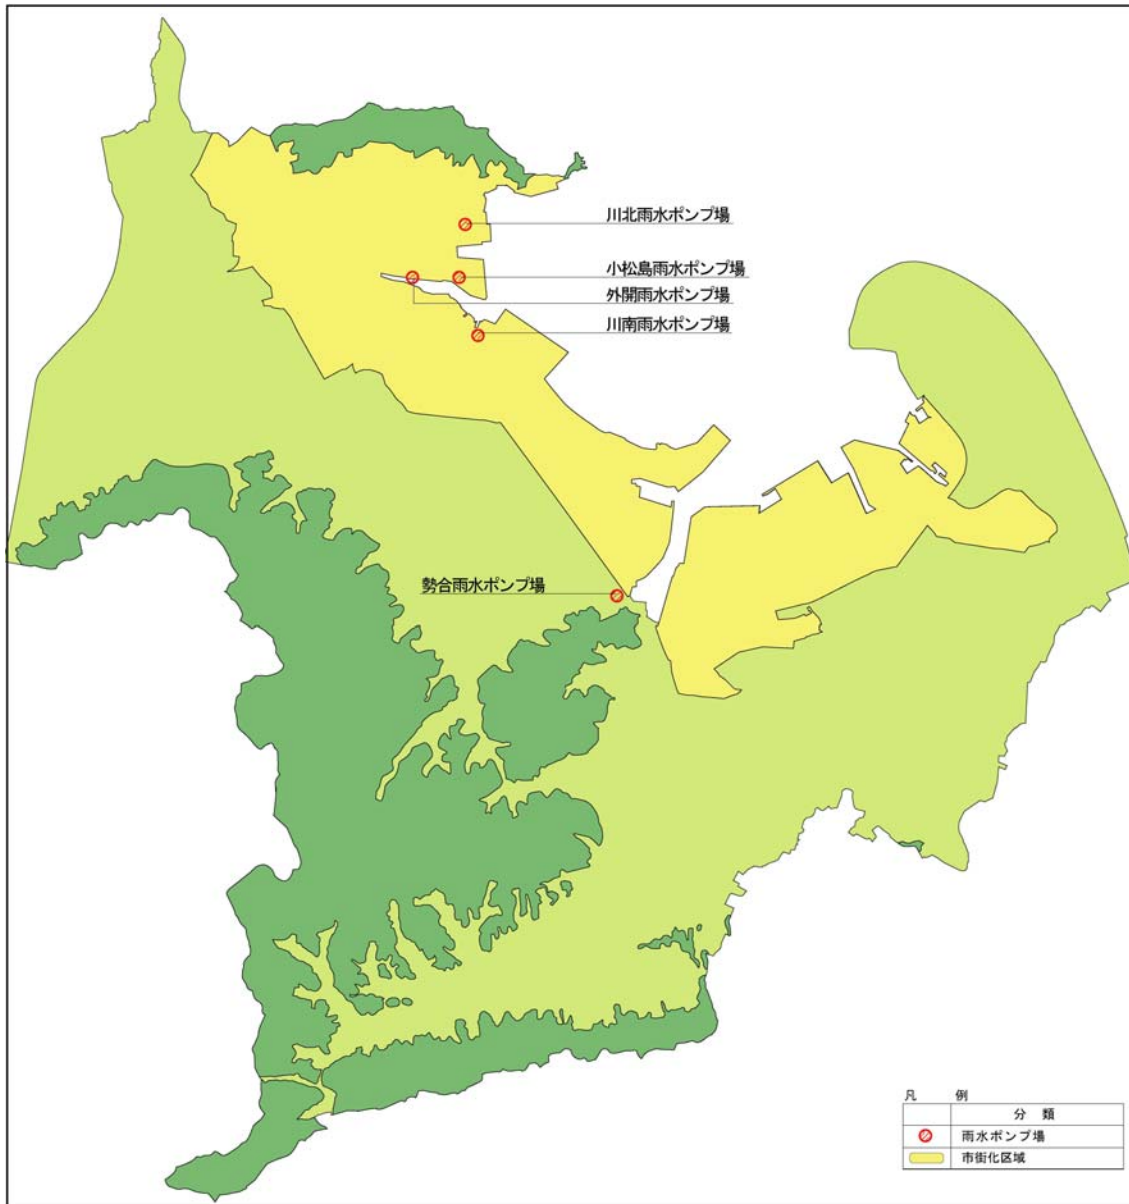 川北雨水ポンプ場
小松島雨水ポンプ場
外開雨水ポンプ場
川南雨水ポンプ場
勢合雨水ポンプ場
凡 例
分 類
雨水ポンプ場
市街化区域